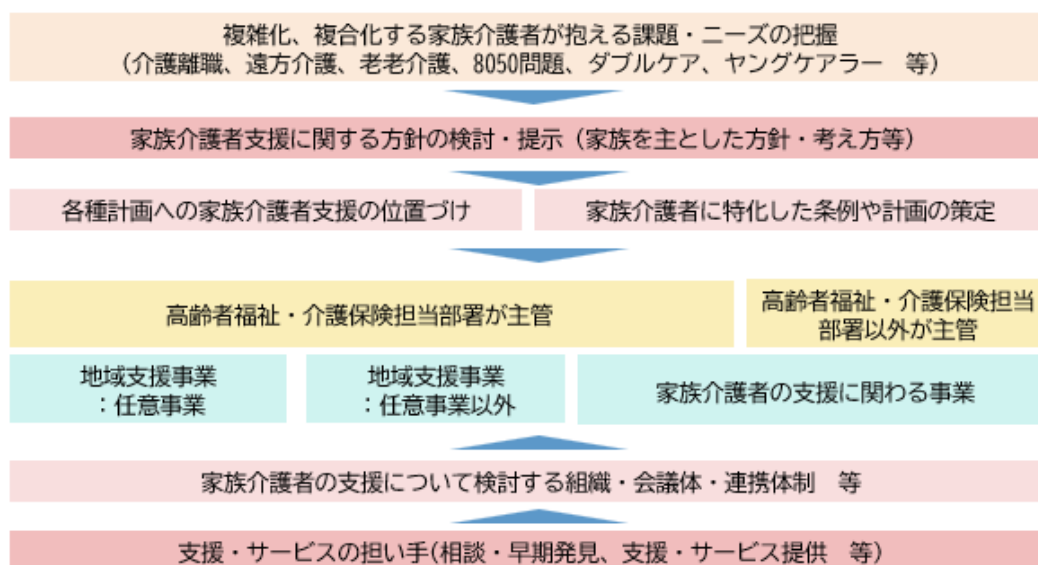 複雑化、複合化する家族介護者が抱える課題・ニーズの把握
（介護離職、遠方介護、老老介護、8050問題、ダブルケア、ヤングケアラー　等）
家族介護者支援に関する方針の検討・提示（家族を主とした方針・考え方等）
各種計画への家族介護者支援の位置づけ
家族介護者に特化した条例や計画の策定
高齢者福祉・介護保険担当部署が主管
高齢者福祉・介護保険担当
部署以外が主管
地域支援事業
：任意事業
地域支援事業
：任意事業以外
家族介護者の支援に関わる事業
家族介護者の支援について検討する組織・会議体・連携体制　等
支援・サービスの担い手(相談・早期発見、支援・サービス提供　等)